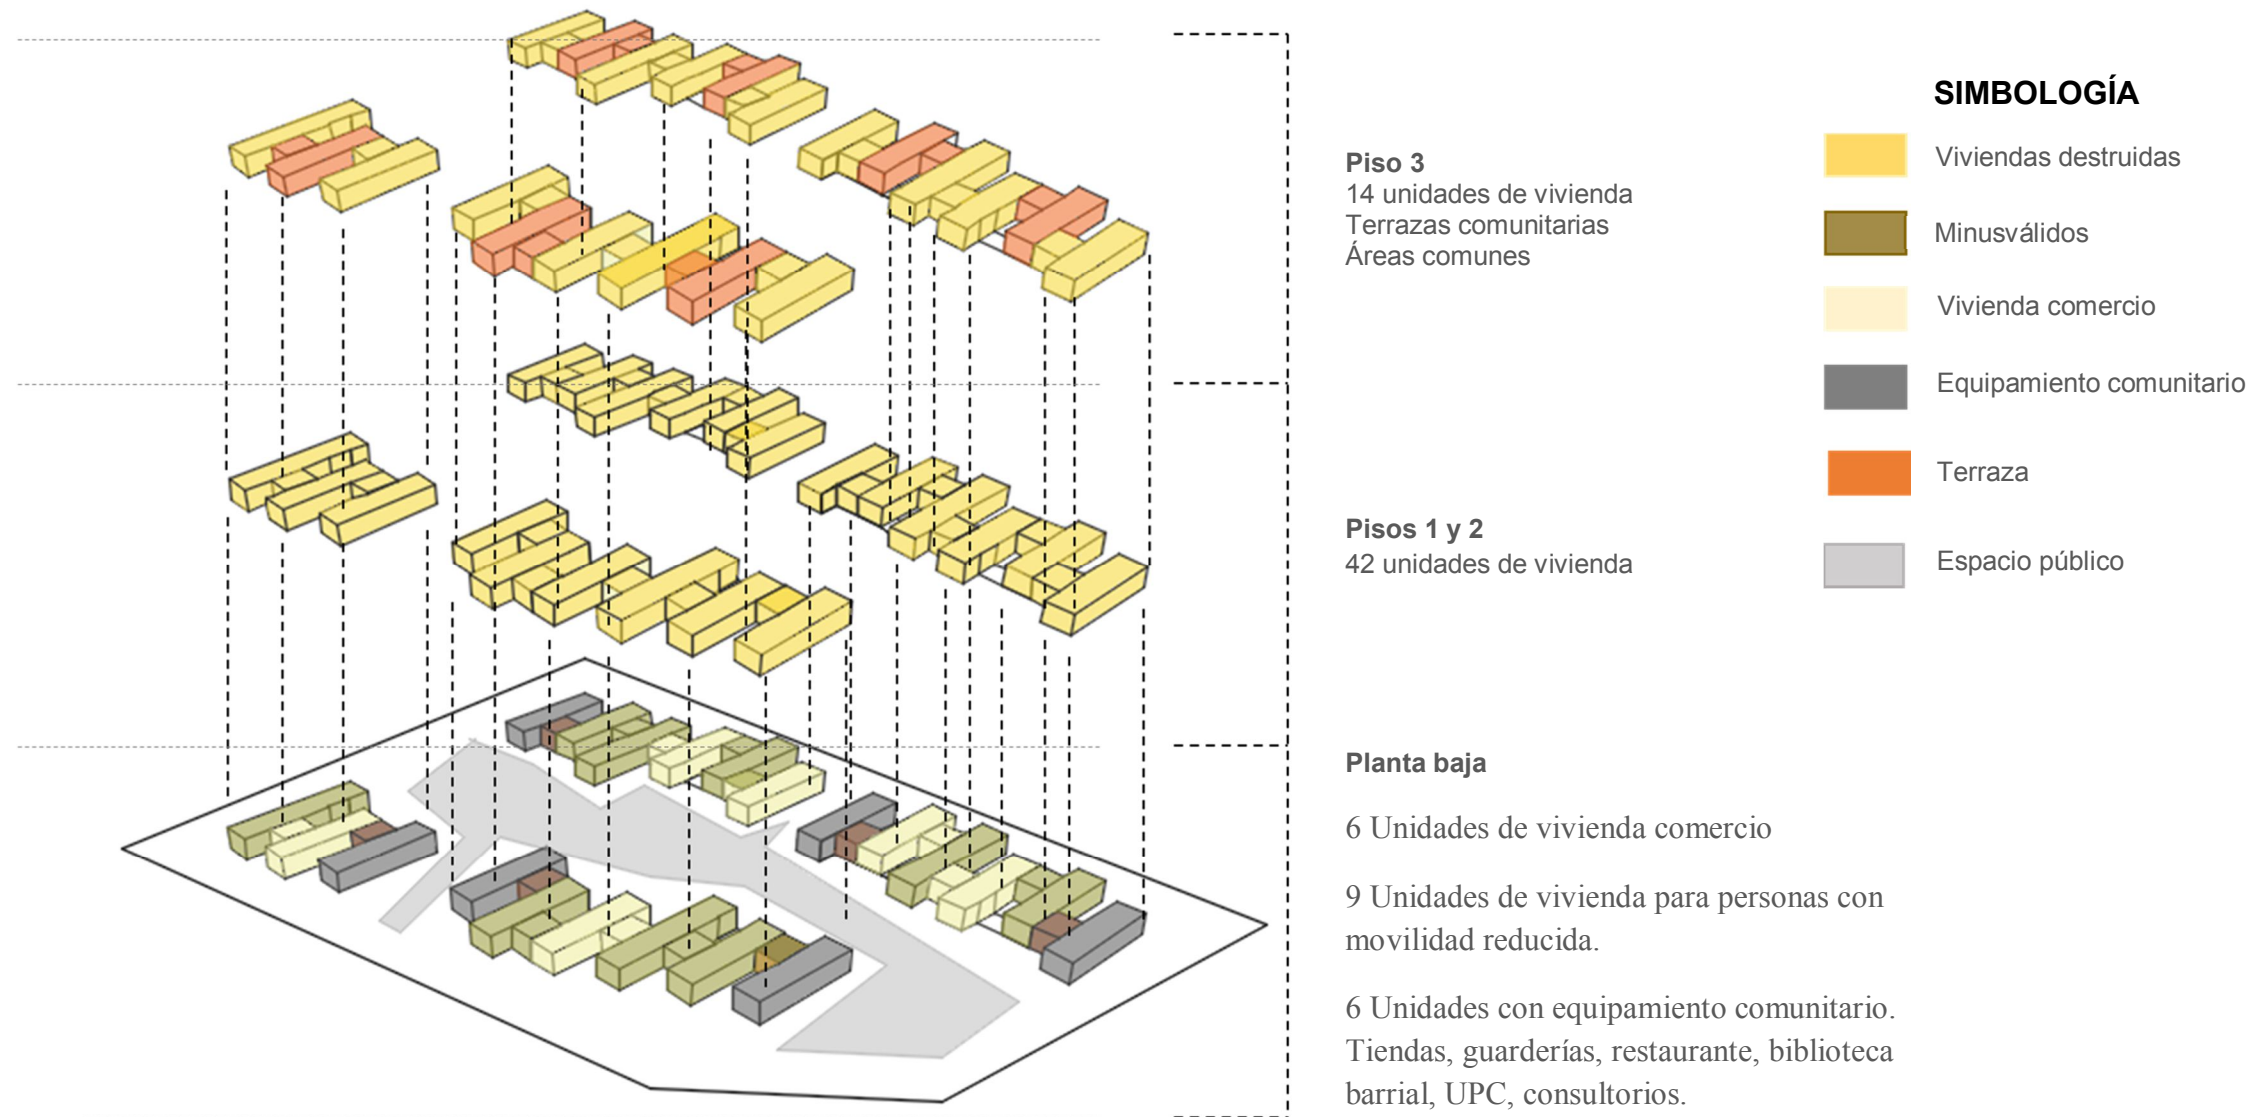 SIMBOLOGÍA
Viviendas destruidas
Minusválidos
Vivienda comercio
Equipamiento comunitario
Terraza
Espacio público
Piso 3
14 unidades de vivienda
Terrazas comunitarias
Áreas comunes
Pisos 1 y 2
42 unidades de vivienda
Planta baja
6 Unidades de vivienda comercio
9 Unidades de vivienda para personas con
movilidad reducida.
6 Unidades con equipamiento comunitario.
Tiendas, guarderías, restaurante, biblioteca
barrial, UPC, consultorios.